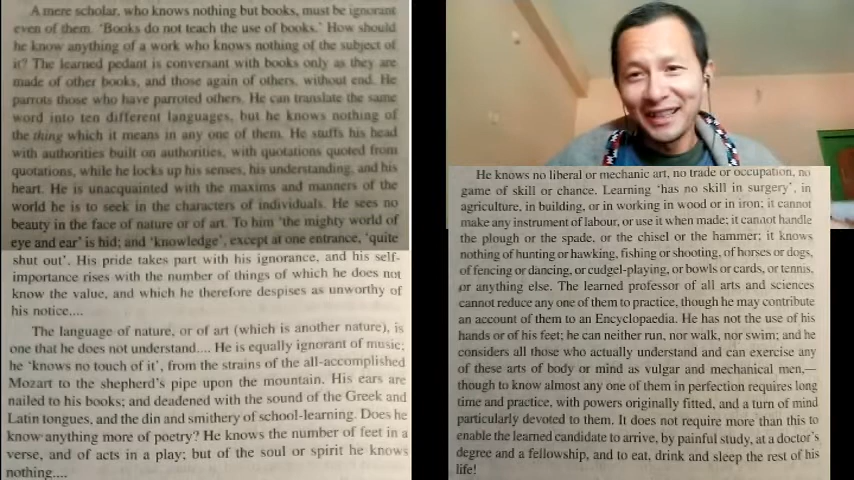 A mere scholar, who knows nothing but books, must be ignorant
even of them. 'Books do not teach the use of books.' How should
he know anything of a work who knows nothing of the subject of
it? The learned pedant is conversant with books only as they are
made of other books, and those again of others, without end. He
parrots those who have parroted others. He can translate the same
word into ten different languages, but he knows nothing of
the thing which it means in any one of them. He stuffs his head
with authorities built on authorities, with quotations quoted from
quotations, while he locks up his senses, his understanding, and his
heart. He is unacquainted with the maxims and manners of the
world he is to seek in the characters of individuals. He sees no
beauty in the face of nature or of art. To him 'the mighty world of
eye and ear' is hid; and 'knowledge', except at one entrance, 'quite
shut out'. His pride takes part with his ignorance, and his self-
importance rises with the number of things of which he does not
know the value, and which he therefore despises as unworthy of
his notice....
The language of nature, or of art (which is another nature), is
one that he does not understand.... He is equally ignorant of music;
he 'knows no touch of it', from the strains of the all-accomplished
Mozart to the shepherd's pipe upon the mountain. His ears are
nailed to his books; and deadened with the sound of the Greek and
Latin tongues, and the din and smithery of school-learning. Does he
know anything more of poetry? He knows the number of feet in a
verse, and of acts in a play; but of the soul or spirit he knows
nothing....
He knows no liberal or mechanic art, no trade or occupation, no
game of skill or chance. Learning 'has no skill in surgery', in
agriculture, in building, or in working in wood or in iron; it cannot
make any instrument of labour, or use it when made; it cannot handle
the plough or the spade, or the chisel or the hammer; it knows
nothing of hunting or hawking, fishing or shooting, of horses or dogs,
of fencing or dancing, or cudgel-playing, or bowls or cards, or tennis,
or anything else. The learned professor of all arts and sciences
cannot reduce any one of them to practice, though he may contribute
an account of them to an Encyclopaedia. He has not the use of his
hands or of his feet; he can neither run, nor walk, nor swim; and he
considers all those who actually understand and can exercise any
of these arts of body or mind as vulgar and mechanical men,—
though to know almost any one of them in perfection requires long
time and practice, with powers originally fitted, and a turn of mind
particularly devoted to them. It does not require more than this to
enable the learned candidate to arrive, by painful study, at a doctor's
degree and a fellowship, and to eat, drink and sleep the rest of his
life!